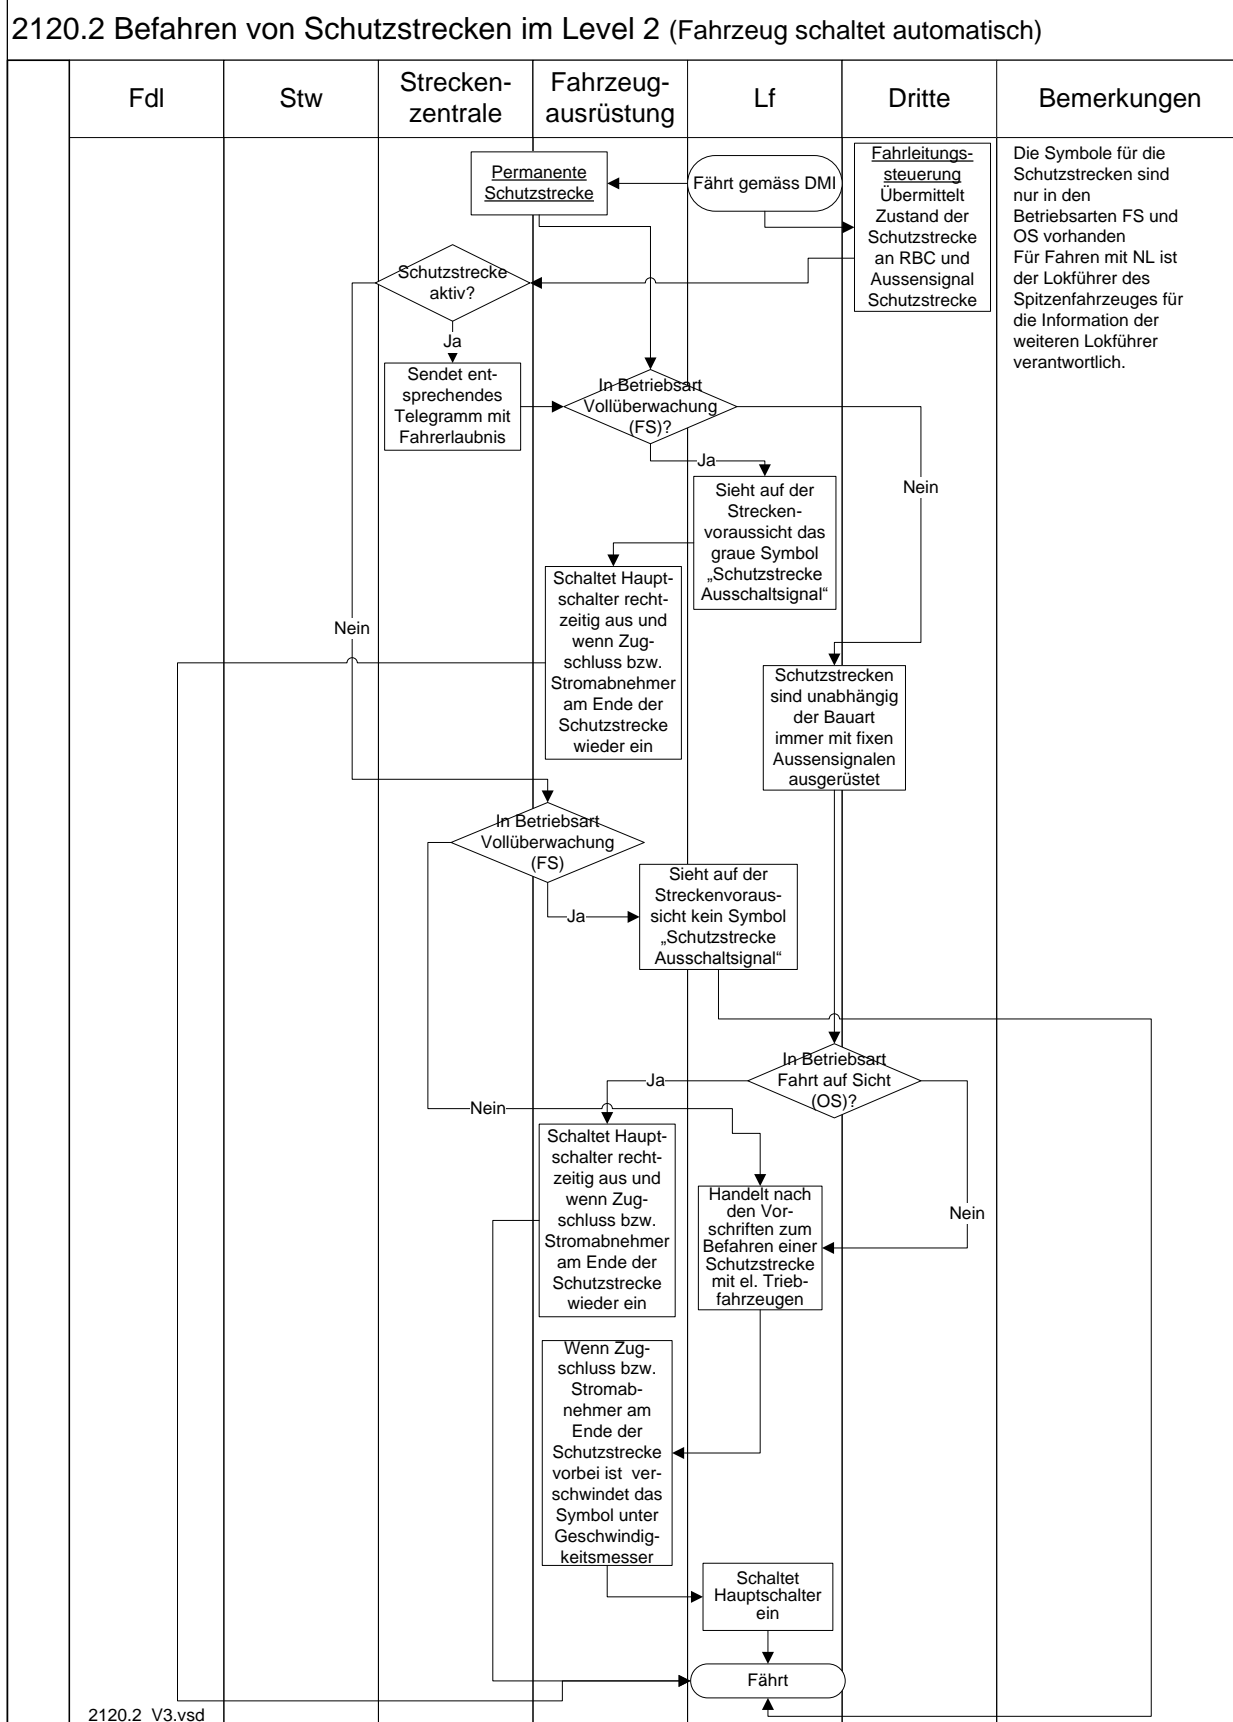 2120.2 Befahren von Schutzstrecken im Level 2 (Fahrzeug schaltet automatisch)
Fdl
Stw
Strecken-
zentrale
Fahrzeug-
ausrüstung
Lf
Dritte
Bemerkungen
Permanente
Schutzstrecke
Fährt gemäss DMI
Fahrleitungs-
steuerung
Übermittelt
Zustand der
Schutzstrecke
an RBC und
Aussensignal
Schutzstrecke
Die Symbole für die
Schutzstrecken sind
nur in den
Betriebsarten FS und
OS vorhanden
Für Fahren mit NL ist
der Lokführer des
Spitzenfahrzeuges für
die Information der
weiteren Lokführer
verantwortlich.
Schutzstrecke
aktiv?
Ja
Sendet ent-
sprechendes
Telegramm mit
Fahrerlaubnis
In Betriebsart
Vollüberwachung
(FS)?
Ja
Nein
Sieht auf der
Strecken-
voraussicht das
graue Symbol
„Schutzstrecke
Ausschaltsignal“
Schaltet Haupt-
schalter recht-
zeitig aus und
wenn Zug-
schluss bzw.
Stromabnehmer
am Ende der
Schutzstrecke
wieder ein
Nein
Schutzstrecken
sind unabhängig
der Bauart
immer mit fixen
Aussensignalen
ausgerüstet
In Betriebsart
Vollüberwachung
(FS)
Ja
Sieht auf der
Streckenvoraus-
sicht kein Symbol
„Schutzstrecke
Ausschaltsignal“
In Betriebsart
Fahrt auf Sicht
(OS)?
Ja
Nein
Schaltet Haupt-
schalter recht-
zeitig aus und
wenn Zug-
schluss bzw.
Stromabnehmer
am Ende der
Schutzstrecke
wieder ein
Handelt nach
den Vor-
schriften zum
Befahren einer
Schutzstrecke
mit el. Trieb-
fahrzeugen
Nein
Wenn Zug-
schluss bzw.
Stromab-
nehmer am
Ende der
Schutzstrecke
vorbei ist ver-
schwindet das
Symbol unter
Geschwindig-
keitsmesser
Schaltet
Hauptschalter
ein
Fährt
2120.2_V3.vsd